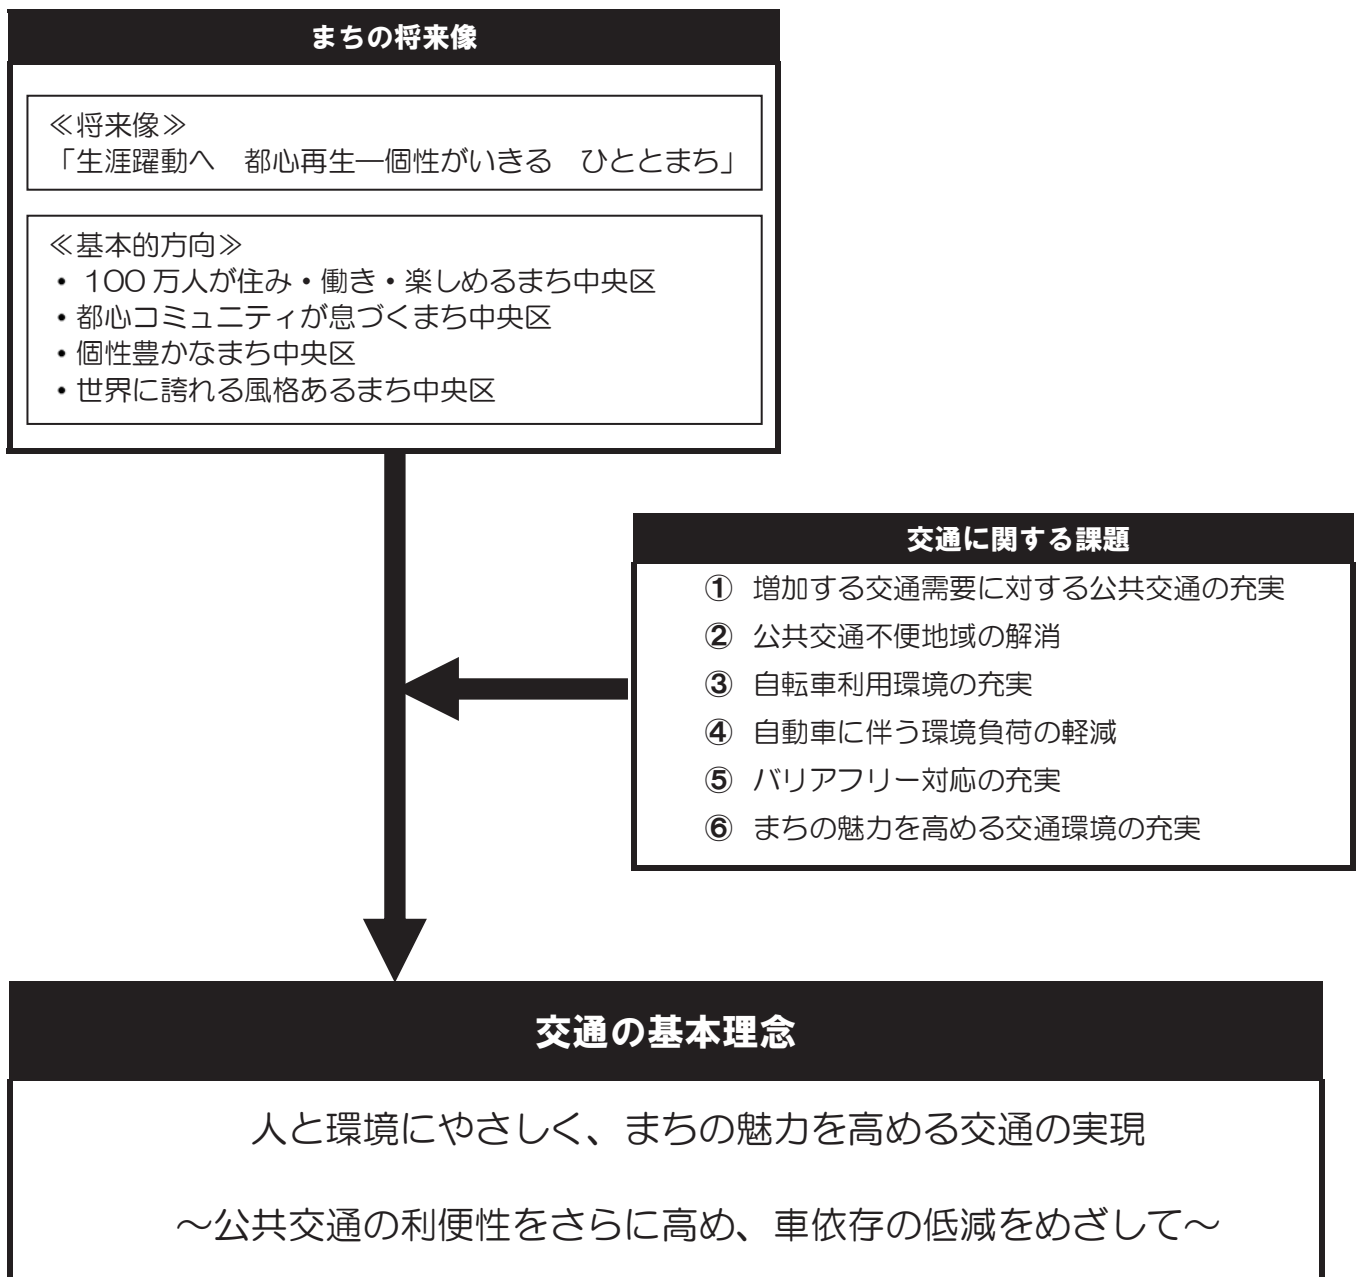 まちの将来像
≪将来像≫
「生涯躍動へ　都心再生―個性がいきる　ひととまち」
≪基本的方向≫
・ 100 万人が住み・働き・楽しめるまち中央区
・都心コミュニティが息づくまち中央区
・個性豊かなまち中央区
・世界に誇れる風格あるまち中央区
交通に関する課題
① 増加する交通需要に対する公共交通の充実
② 公共交通不便地域の解消
③ 自転車利用環境の充実
④ 自動車に伴う環境負荷の軽減
⑤ バリアフリー対応の充実
⑥ まちの魅力を高める交通環境の充実
交通の基本理念
人と環境にやさしく、まちの魅力を高める交通の実現
～公共交通の利便性をさらに高め、車依存の低減をめざして～